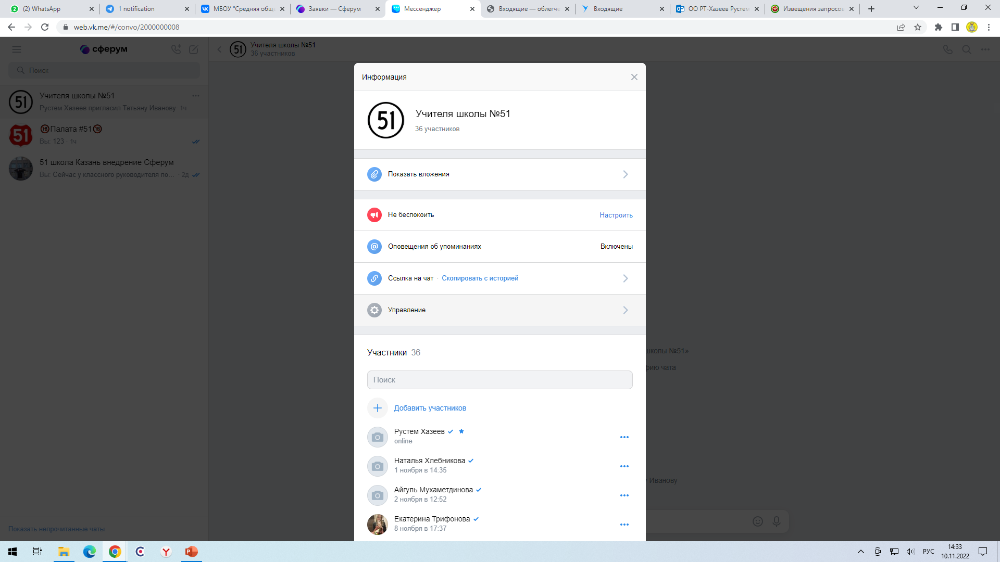 (2) WhatsApp
1 notification
МБОУ "Средняя обще
Заявки — Сферум
Мессенджер
Входящие — облегче
Входящие
ОО РТ-Хазеев Рустем
Извещения запросов
web.vk.me/#/convo/2000000008
сферум
Поиск
Учителя школы №51
Рустем Хазеев пригласил Татьяну Иванову · 1ч
51
🔞Палата #51🔞
Вы: 123 · 1ч
51
51 школа Казань внедрение Сферум
Вы: Сейчас у классного руководителя по... · 2д
Показать непрочитанные чаты
51
Учителя школы №51
36 участников
Информация
51
Учителя школы №51
36 участников
Показать вложения
Не беспокоить
Настроить
Оповещения об упоминаниях
Включены
Ссылка на чат · Скопировать с историей
Управление
Участники 36
Поиск
Добавить участников
Рустем Хазеев
online
Наталья Хлебникова
1 ноября в 14:35
Айгуль Мухаметдинова
2 ноября в 12:52
Екатерина Трифонова
8 ноября в 17:37
школы №51»
рию чата
Иванову
РУС
14:33
10.11.2022